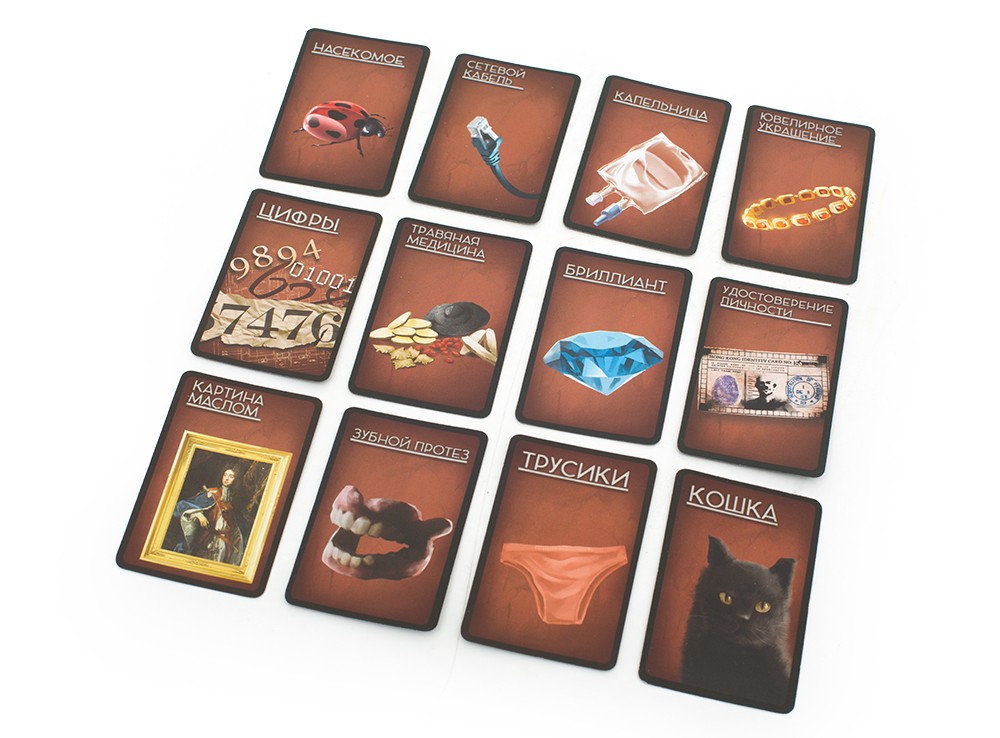 НАСЕКОМОЕ
СЕТЕВОЙ
КАБЕЛЬ
КАПЕЛЬНИЦА
ЮВЕЛИРНОЕ
УКРАШЕНИЕ
ЦИФРЫ
9894
01001
7476
ТРАВЯНАЯ
МЕДИЦИНА
БРИЛЛИАНТ
УДОСТОВЕРЕНИЕ
ЛИЧНОСТИ
HONG KONG IDENTITY CARD NO.
КАРТИНА
МАСЛОМ
ЗУБНОЙ ПРОТЕЗ
ТРУСИКИ
КОШКА